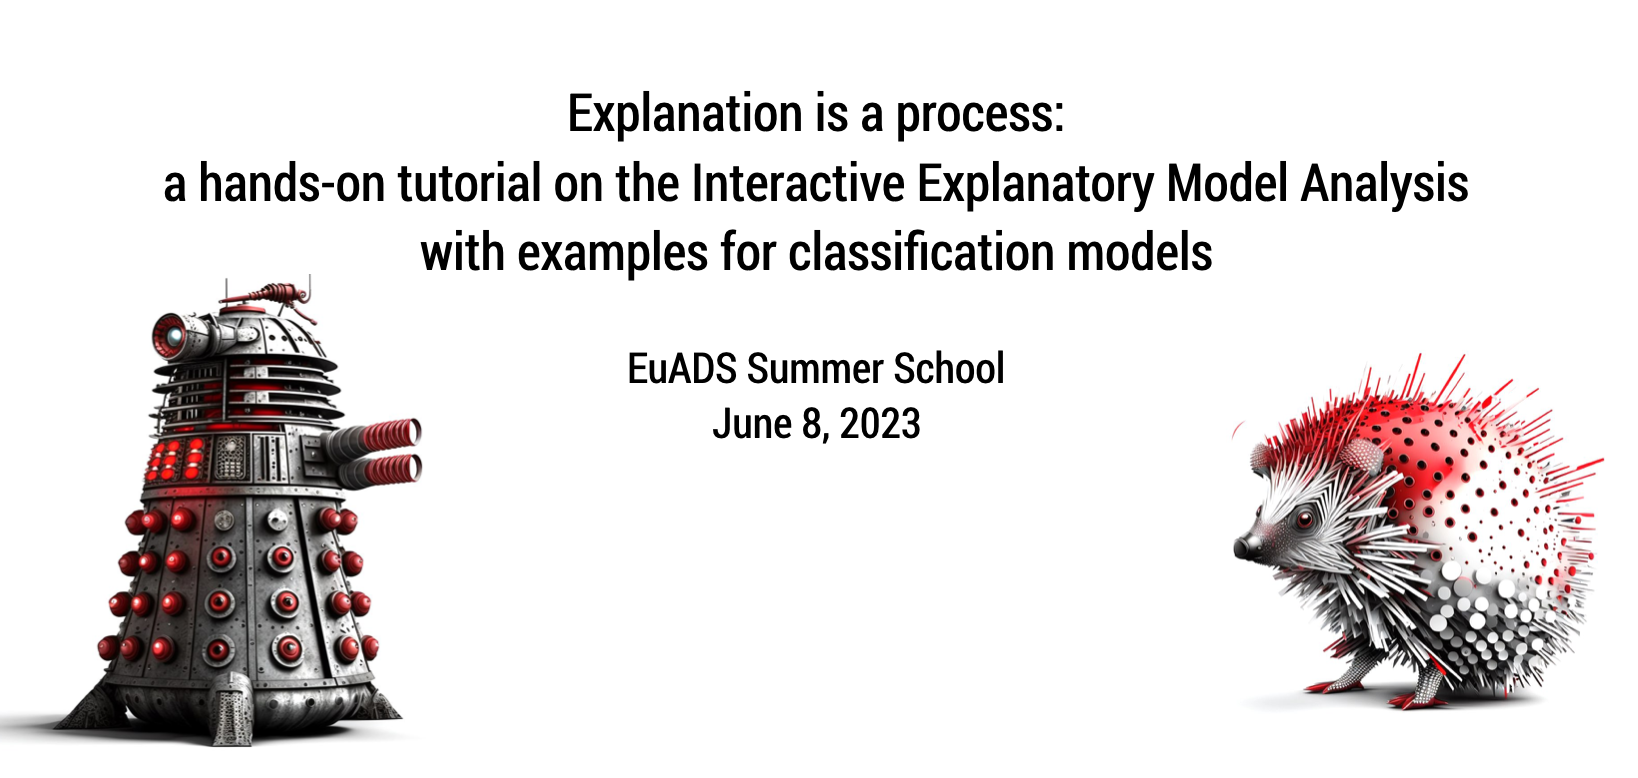 Explanation is a process:
a hands-on tutorial on the Interactive Explanatory Model Analysis
with examples for classification models
EuADS Summer School
June 8, 2023